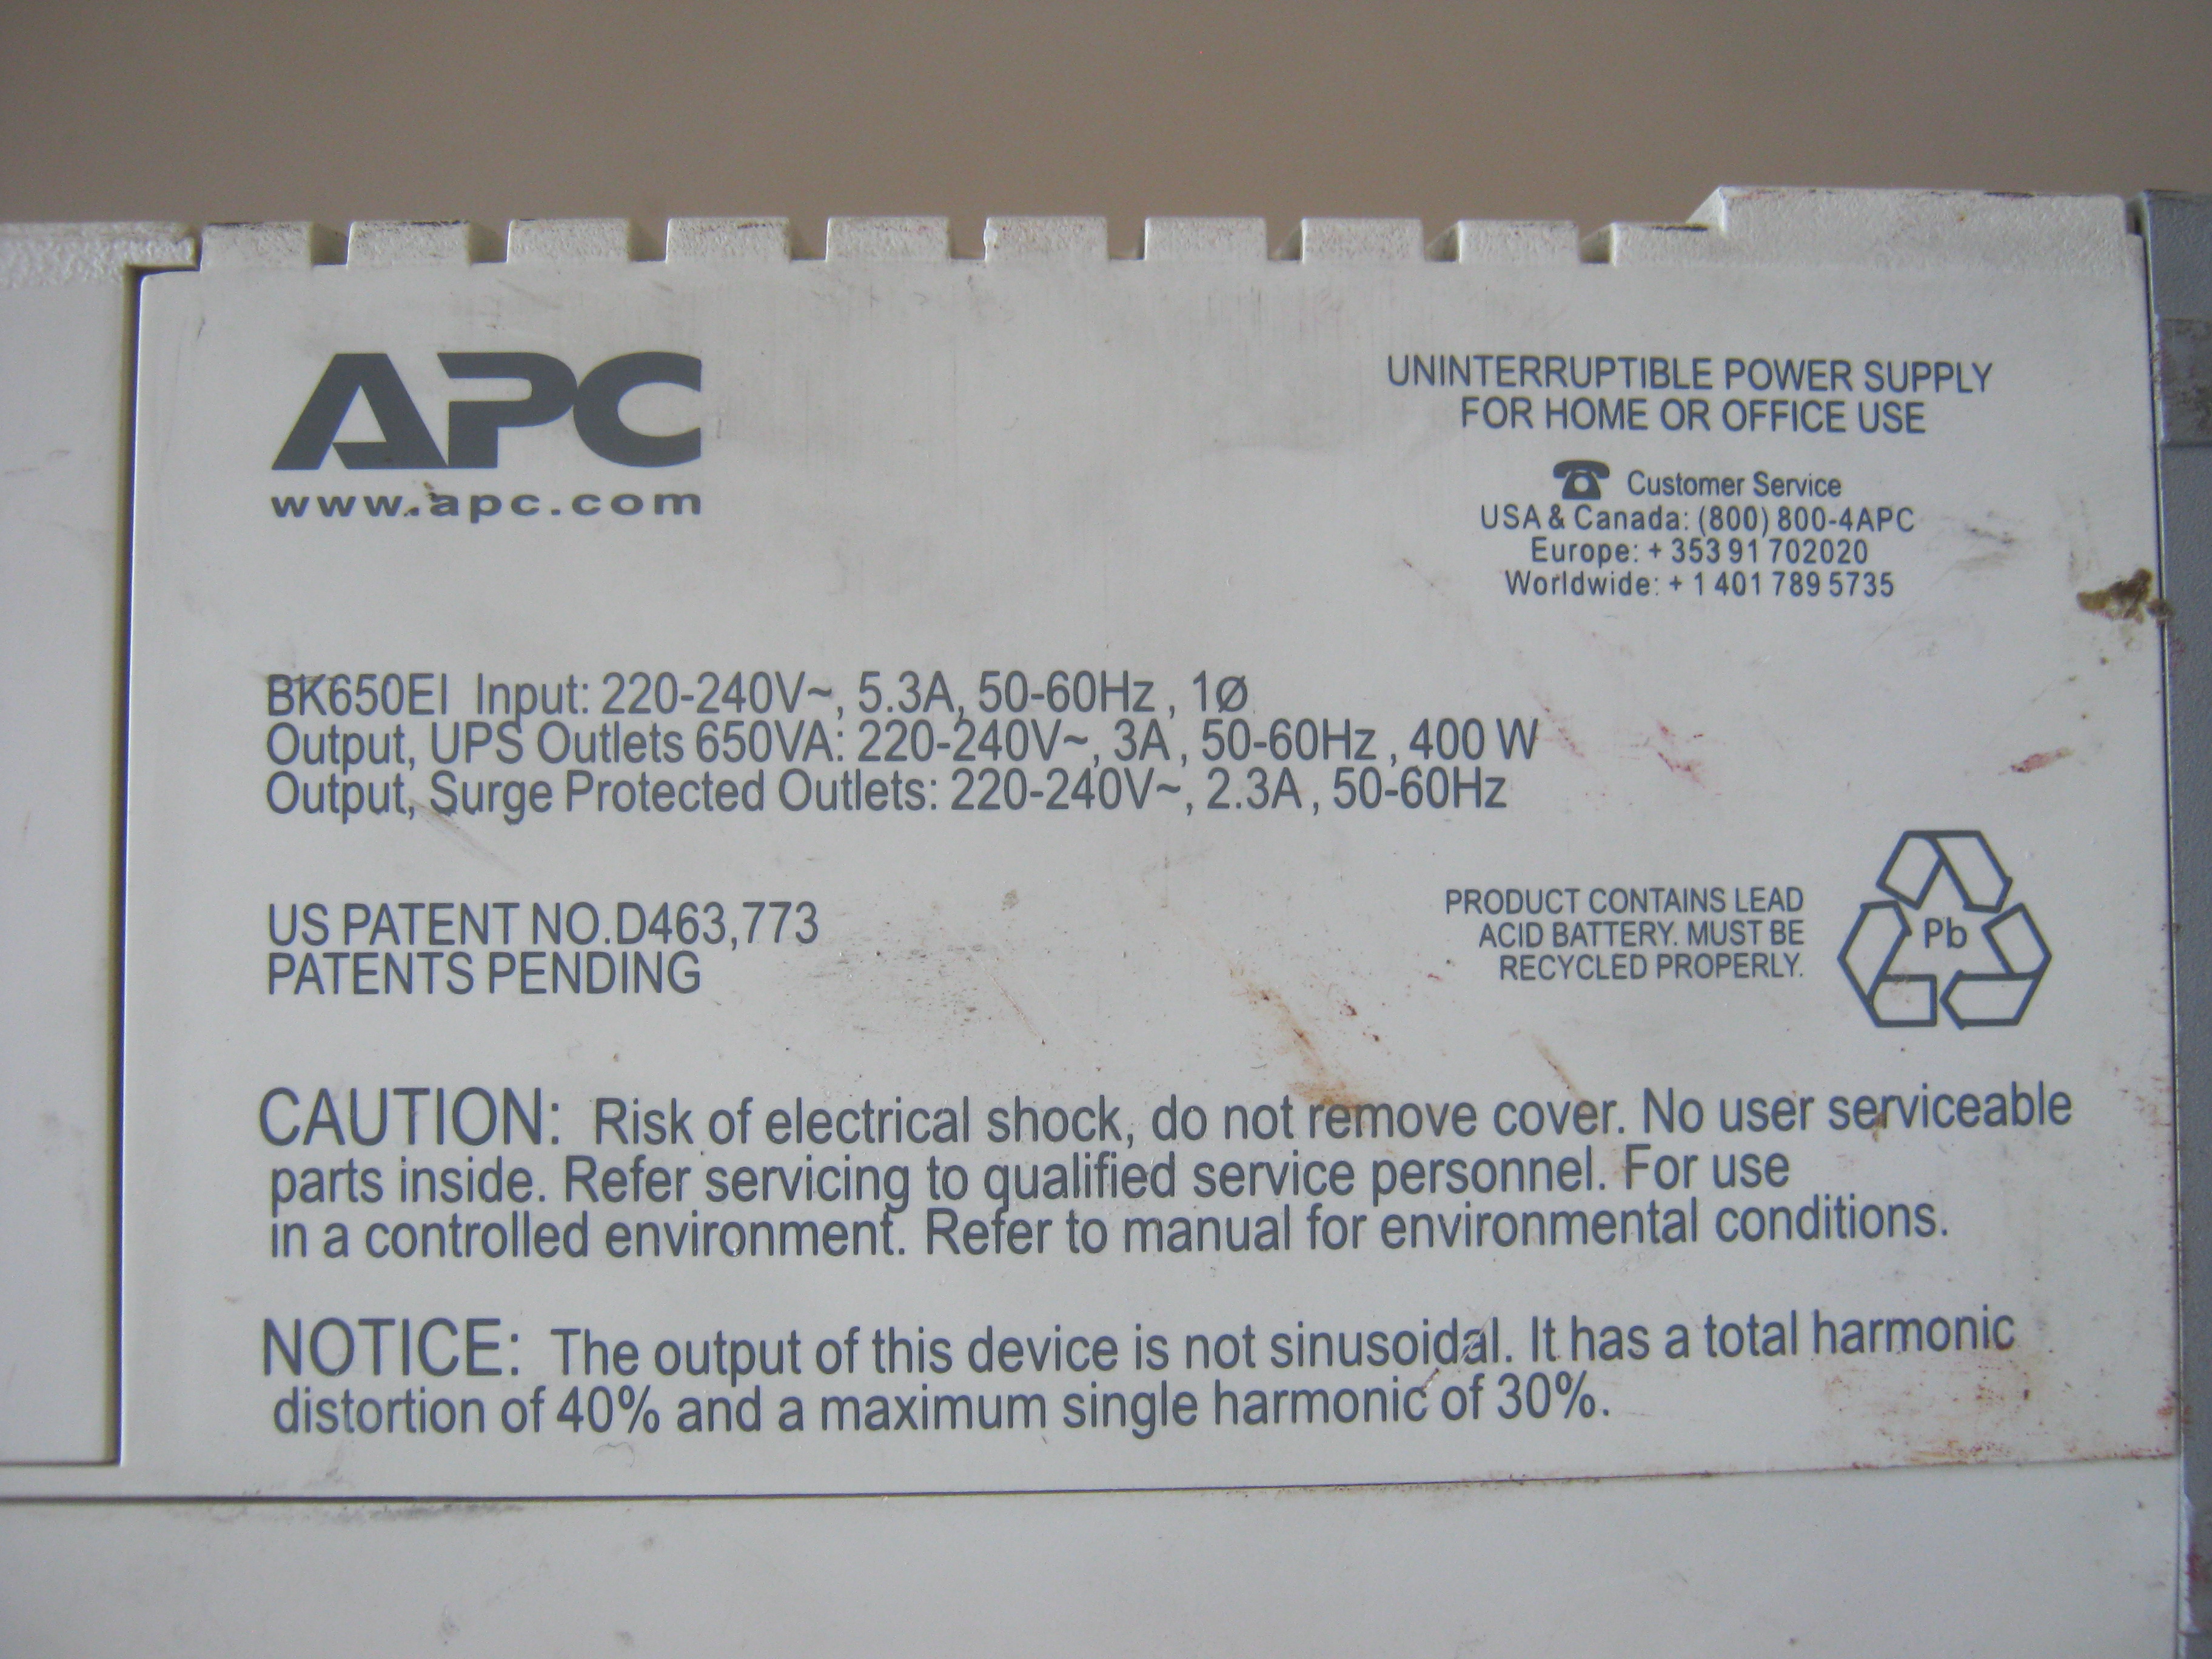 APC
www.apc.com
UNINTERRUPTIBLE POWER SUPPLY
FOR HOME OR OFFICE USE
Customer Service
USA & Canada: (800) 800-4APC
Europe: + 353 91 702020
Worldwide: + 1 401 789 5735
BK650EI Input: 220-240V~, 5.3A, 50-60Hz , 1Ø
Output, UPS Outlets 650VA: 220-240V~, 3A , 50-60Hz , 400 W
Output, Surge Protected Outlets: 220-240V~, 2.3A , 50-60Hz
US PATENT NO.D463,773
PATENTS PENDING
PRODUCT CONTAINS LEAD
ACID BATTERY. MUST BE
RECYCLED PROPERLY.
Pb
CAUTION: Risk of electrical shock, do not remove cover. No user serviceable
parts inside. Refer servicing to qualified service personnel. For use
in a controlled environment. Refer to manual for environmental conditions.
NOTICE: The output of this device is not sinusoidal. It has a total harmonic
distortion of 40% and a maximum single harmonic of 30%.